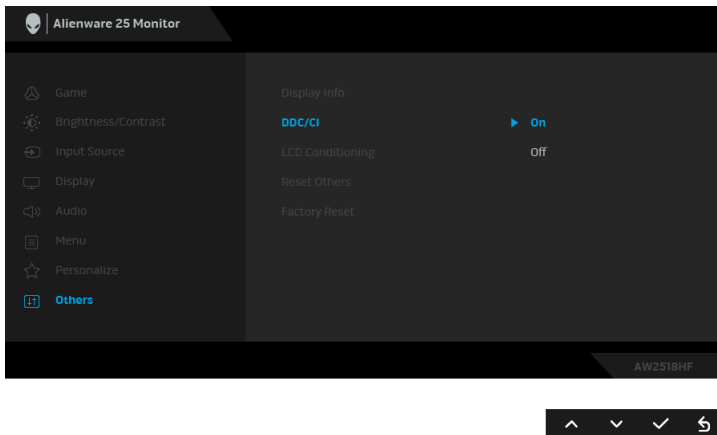 Alienware 25 Monitor
Game
Brightness/Contrast
Input Source
Display
Audio
Menu
Personalize
Others
Display Info
DDC/CI
On
LCD Conditioning
Off
Reset Others
Factory Reset
AW2518HF